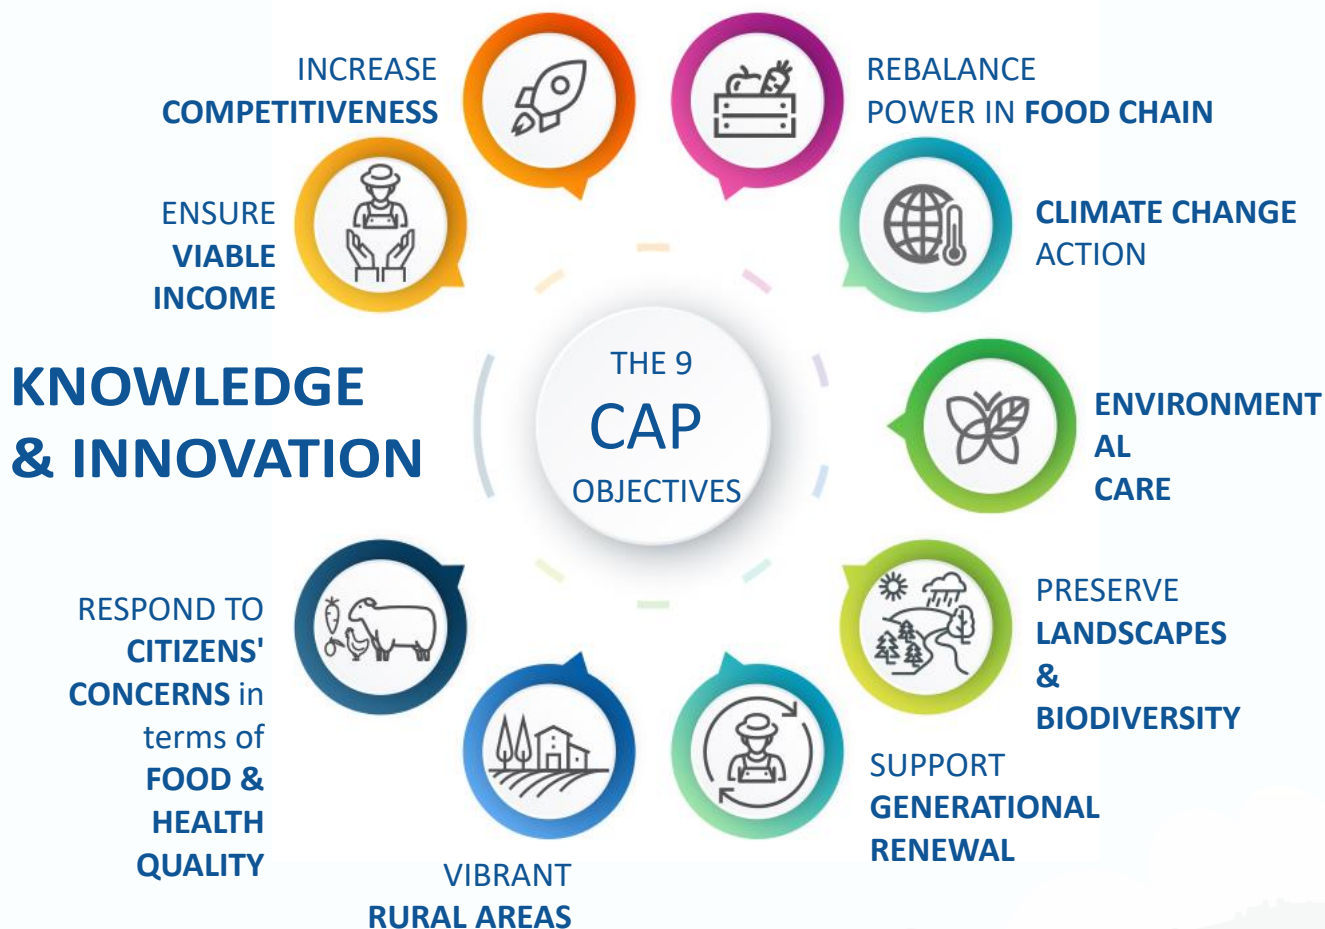 INCREASE
COMPETITIVENESS
REBALANCE
POWER IN FOOD CHAIN
ENSURE
VIABLE
INCOME
CLIMATE CHANGE
ACTION
KNOWLEDGE
& INNOVATION
THE 9
CAP
OBJECTIVES
ENVIRONMENT
AL
CARE
RESPOND TO
CITIZENS'
CONCERNS in
terms of
FOOD &
HEALTH
QUALITY
PRESERVE
LANDSCAPES
&
BIODIVERSITY
SUPPORT
GENERATIONAL
RENEWAL
VIBRANT
RURAL AREAS